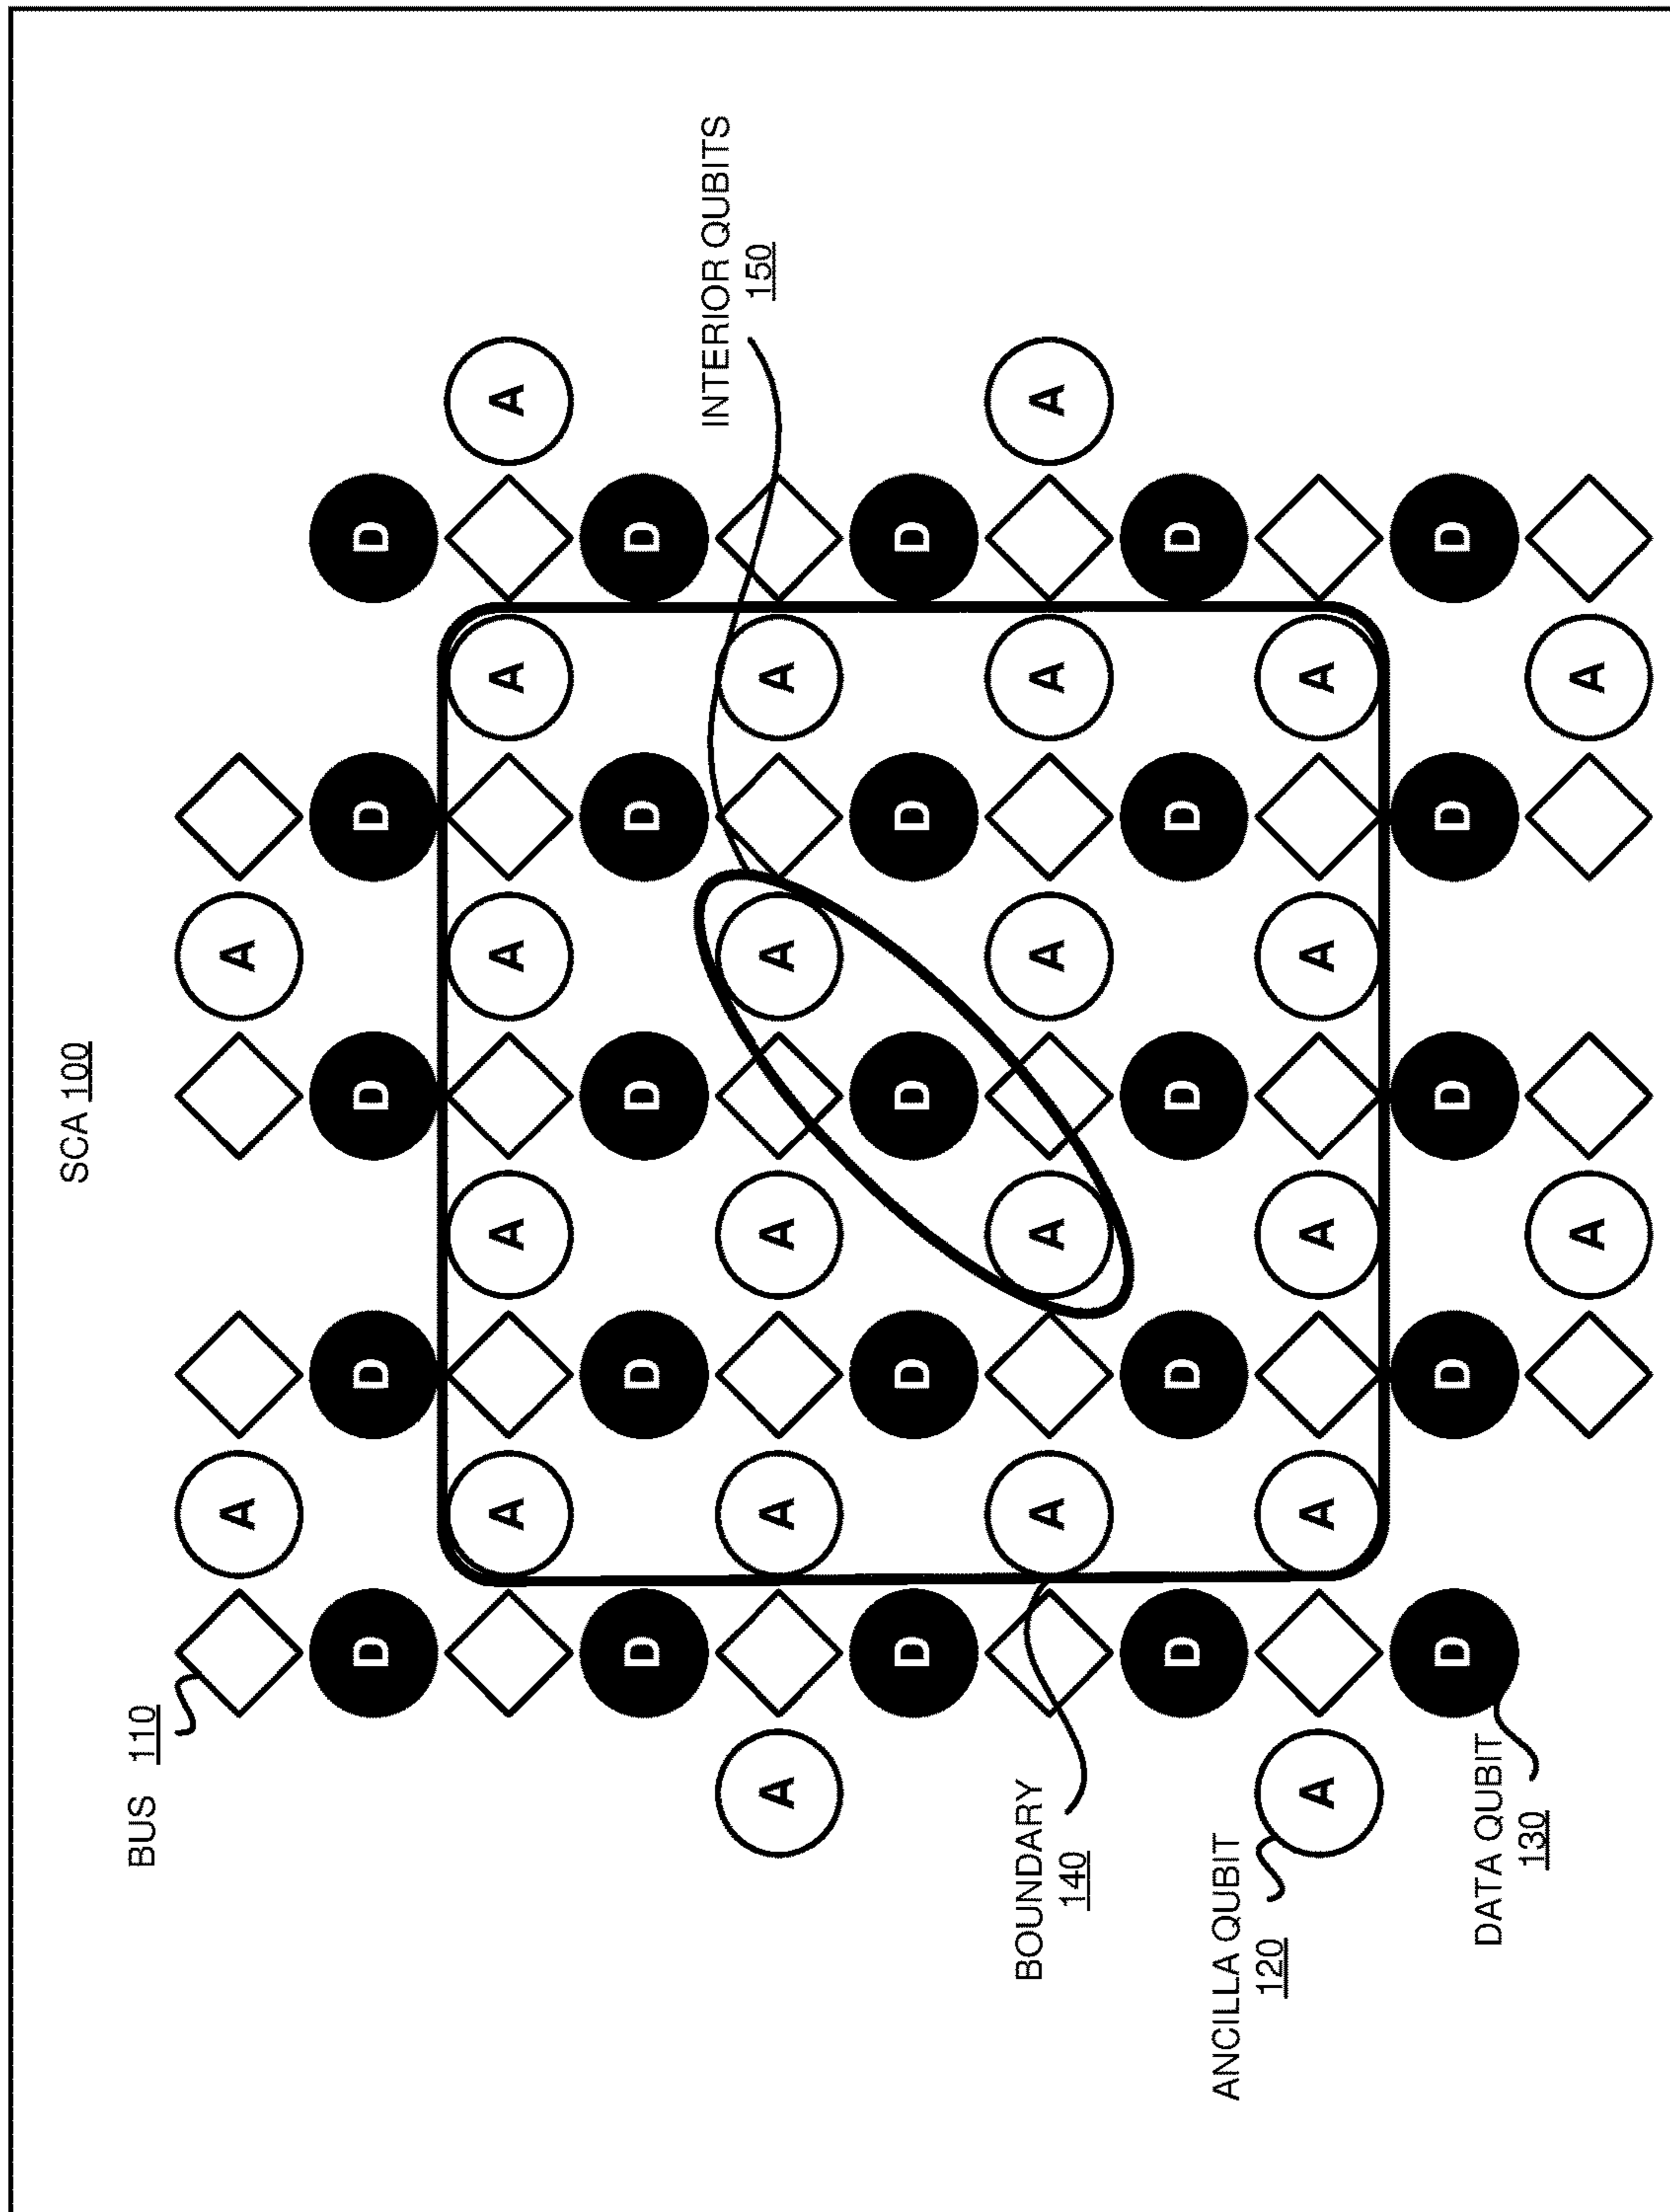 SCA 100
BUS 110
A A
D D D D D
A A A A A
D D D D D
INTERIOR QUBITS
150
A A A A A
D D D D D
BOUNDARY
140
A A A A A
D D D D D
ANCILLA QUBIT
120
A A A A A
D D D D D
DATA QUBIT
130
A A